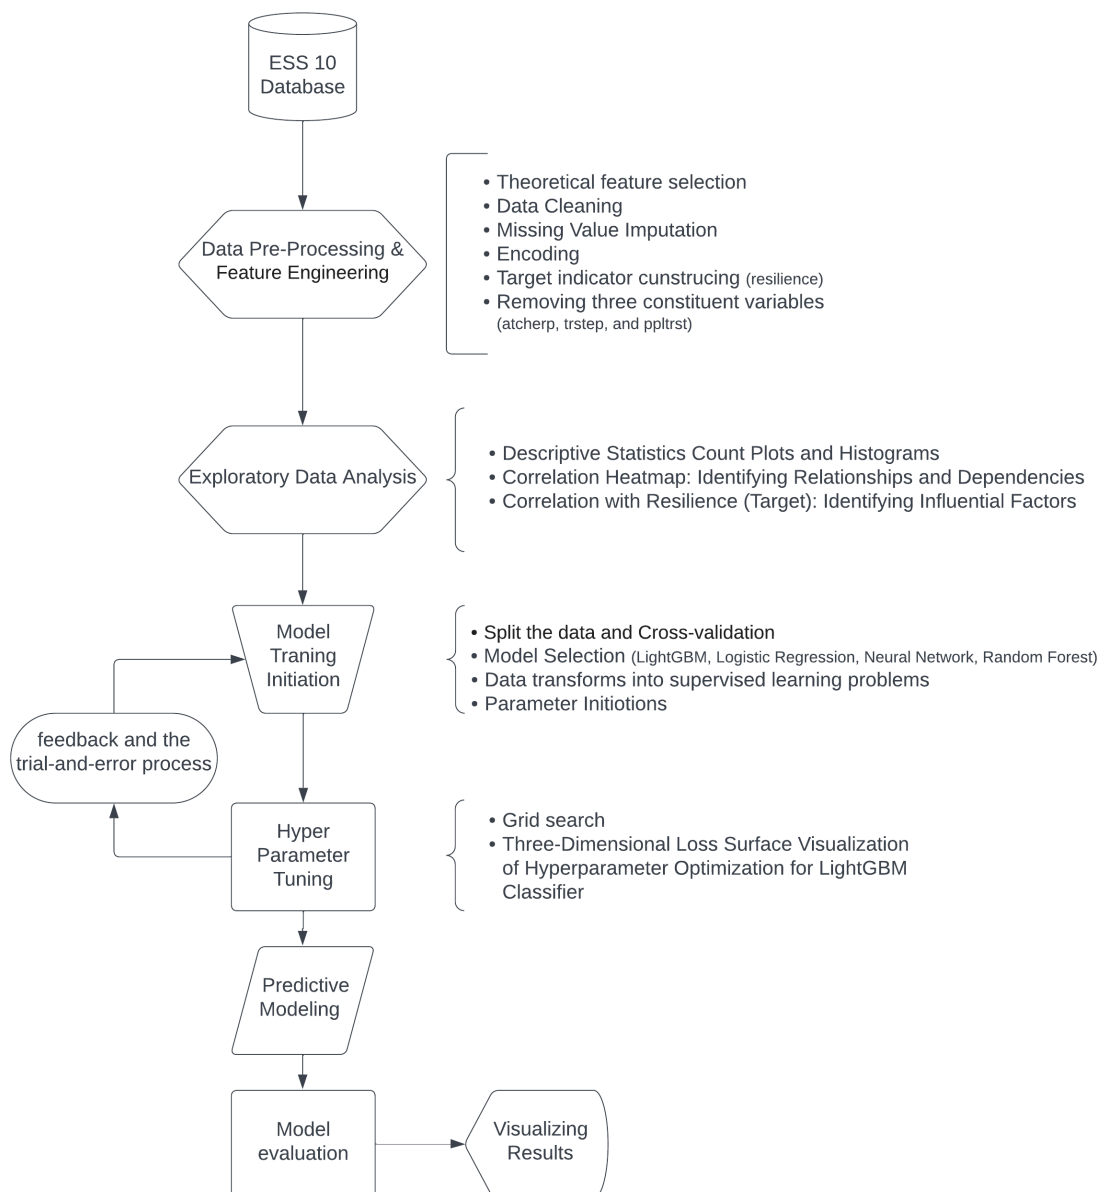 ESS 10
Database
Data Pre-Processing &
Feature Engineering
• Theoretical feature selection
• Data Cleaning
• Missing Value Imputation
• Encoding
• Target indicator cunstrucing (resilience)
• Removing three constituent variables
(atcherp, trstep, and ppltrst)
Exploratory Data Analysis
• Descriptive Statistics Count Plots and Histograms
• Correlation Heatmap: Identifying Relationships and Dependencies
• Correlation with Resilience (Target): Identifying Influential Factors
Model
Traning
Initiation
• Split the data and Cross-validation
• Model Selection (LightGBM, Logistic Regression, Neural Network, Random Forest)
• Data transforms into supervised learning problems
• Parameter Initiotions
feedback and the
trial-and-error process
Hyper
Parameter
Tuning
• Grid search
• Three-Dimensional Loss Surface Visualization
of Hyperparameter Optimization for LightGBM
Classifier
Predictive
Modeling
Model
evaluation
Visualizing
Results